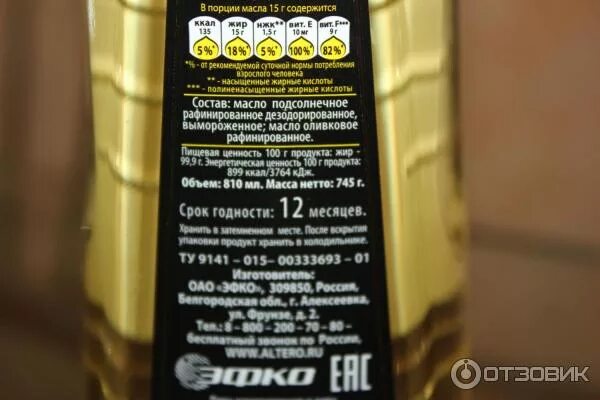 В порции масла 15 г содержится
ккал жир нжк** вит. Е вит. F***
135 15 г 1,5 г 10 мг 9 г
5%* 18%* 5%* 100%* 82%*
*% - от рекомендуемой суточной нормы потребления
взрослого человека
** - насыщенные жирные кислоты
*** - полиненасыщенные жирные кислоты
Состав: масло подсолнечное
рафинированное дезодорированное,
вымороженное; масло оливковое
рафинированное.
Пищевая ценность 100 г продукта: жир -
99,9 г. Энергетическая ценность 100 г продукта:
899 ккал/3764 кДж.
Объем: 810 мл. Масса нетто: 745 г.
Срок годности: 12 месяцев.
Хранить в затемненном месте. После вскрытия
упаковки продукт хранить в холодильнике.
ТУ 9141 – 015– 00333693 – 01
Изготовитель:
ОАО «ЭФКО», 309850, Россия,
Белгородская обл., г. Алексеевка,
ул. Фрунзе, д. 2.
Тел.: 8 – 800 – 200 – 70 – 80 –
бесплатный звонок по России,
WWW.ALTERO.RU
ЭФКО EAC
ОТЗОВИК